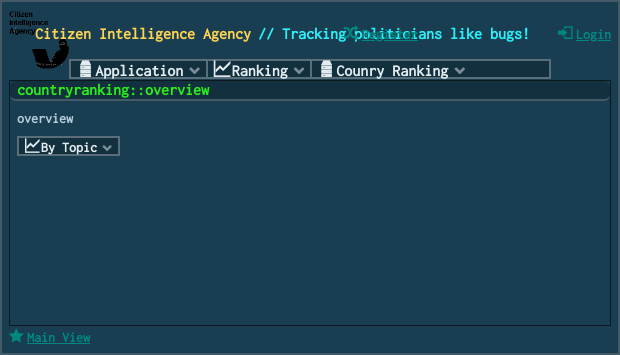 Citizen
Intelligence
Agency
Citizen Intelligence Agency // Tracking politicians like bugs!
Register
Login
Application
Ranking
Counry Ranking
countryranking::overview
overview
By Topic
Main View